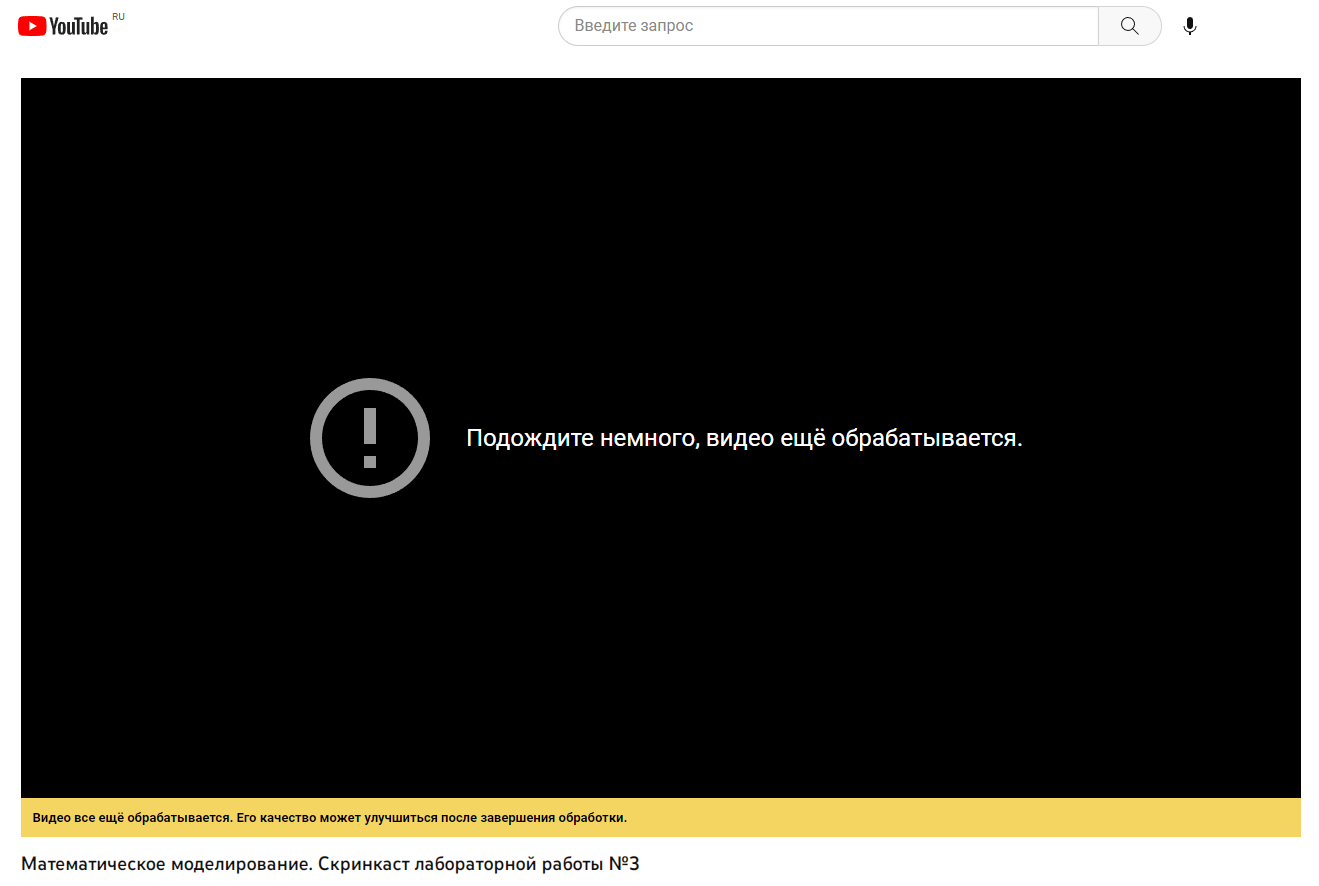 YouTube RU
Введите запрос
Подождите немного, видео ещё обрабатывается.
Видео все ещё обрабатывается. Его качество может улучшиться после завершения обработки.
Математическое моделирование. Скринкаст лабораторной работы №3